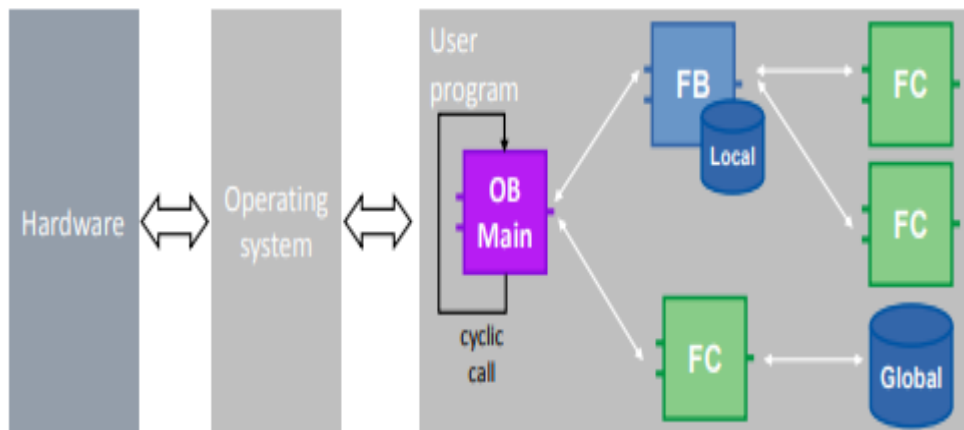 Hardware
Operating
system
User
program
OB
Main
cyclic
call
FB
Local
FC
FC
FC
Global